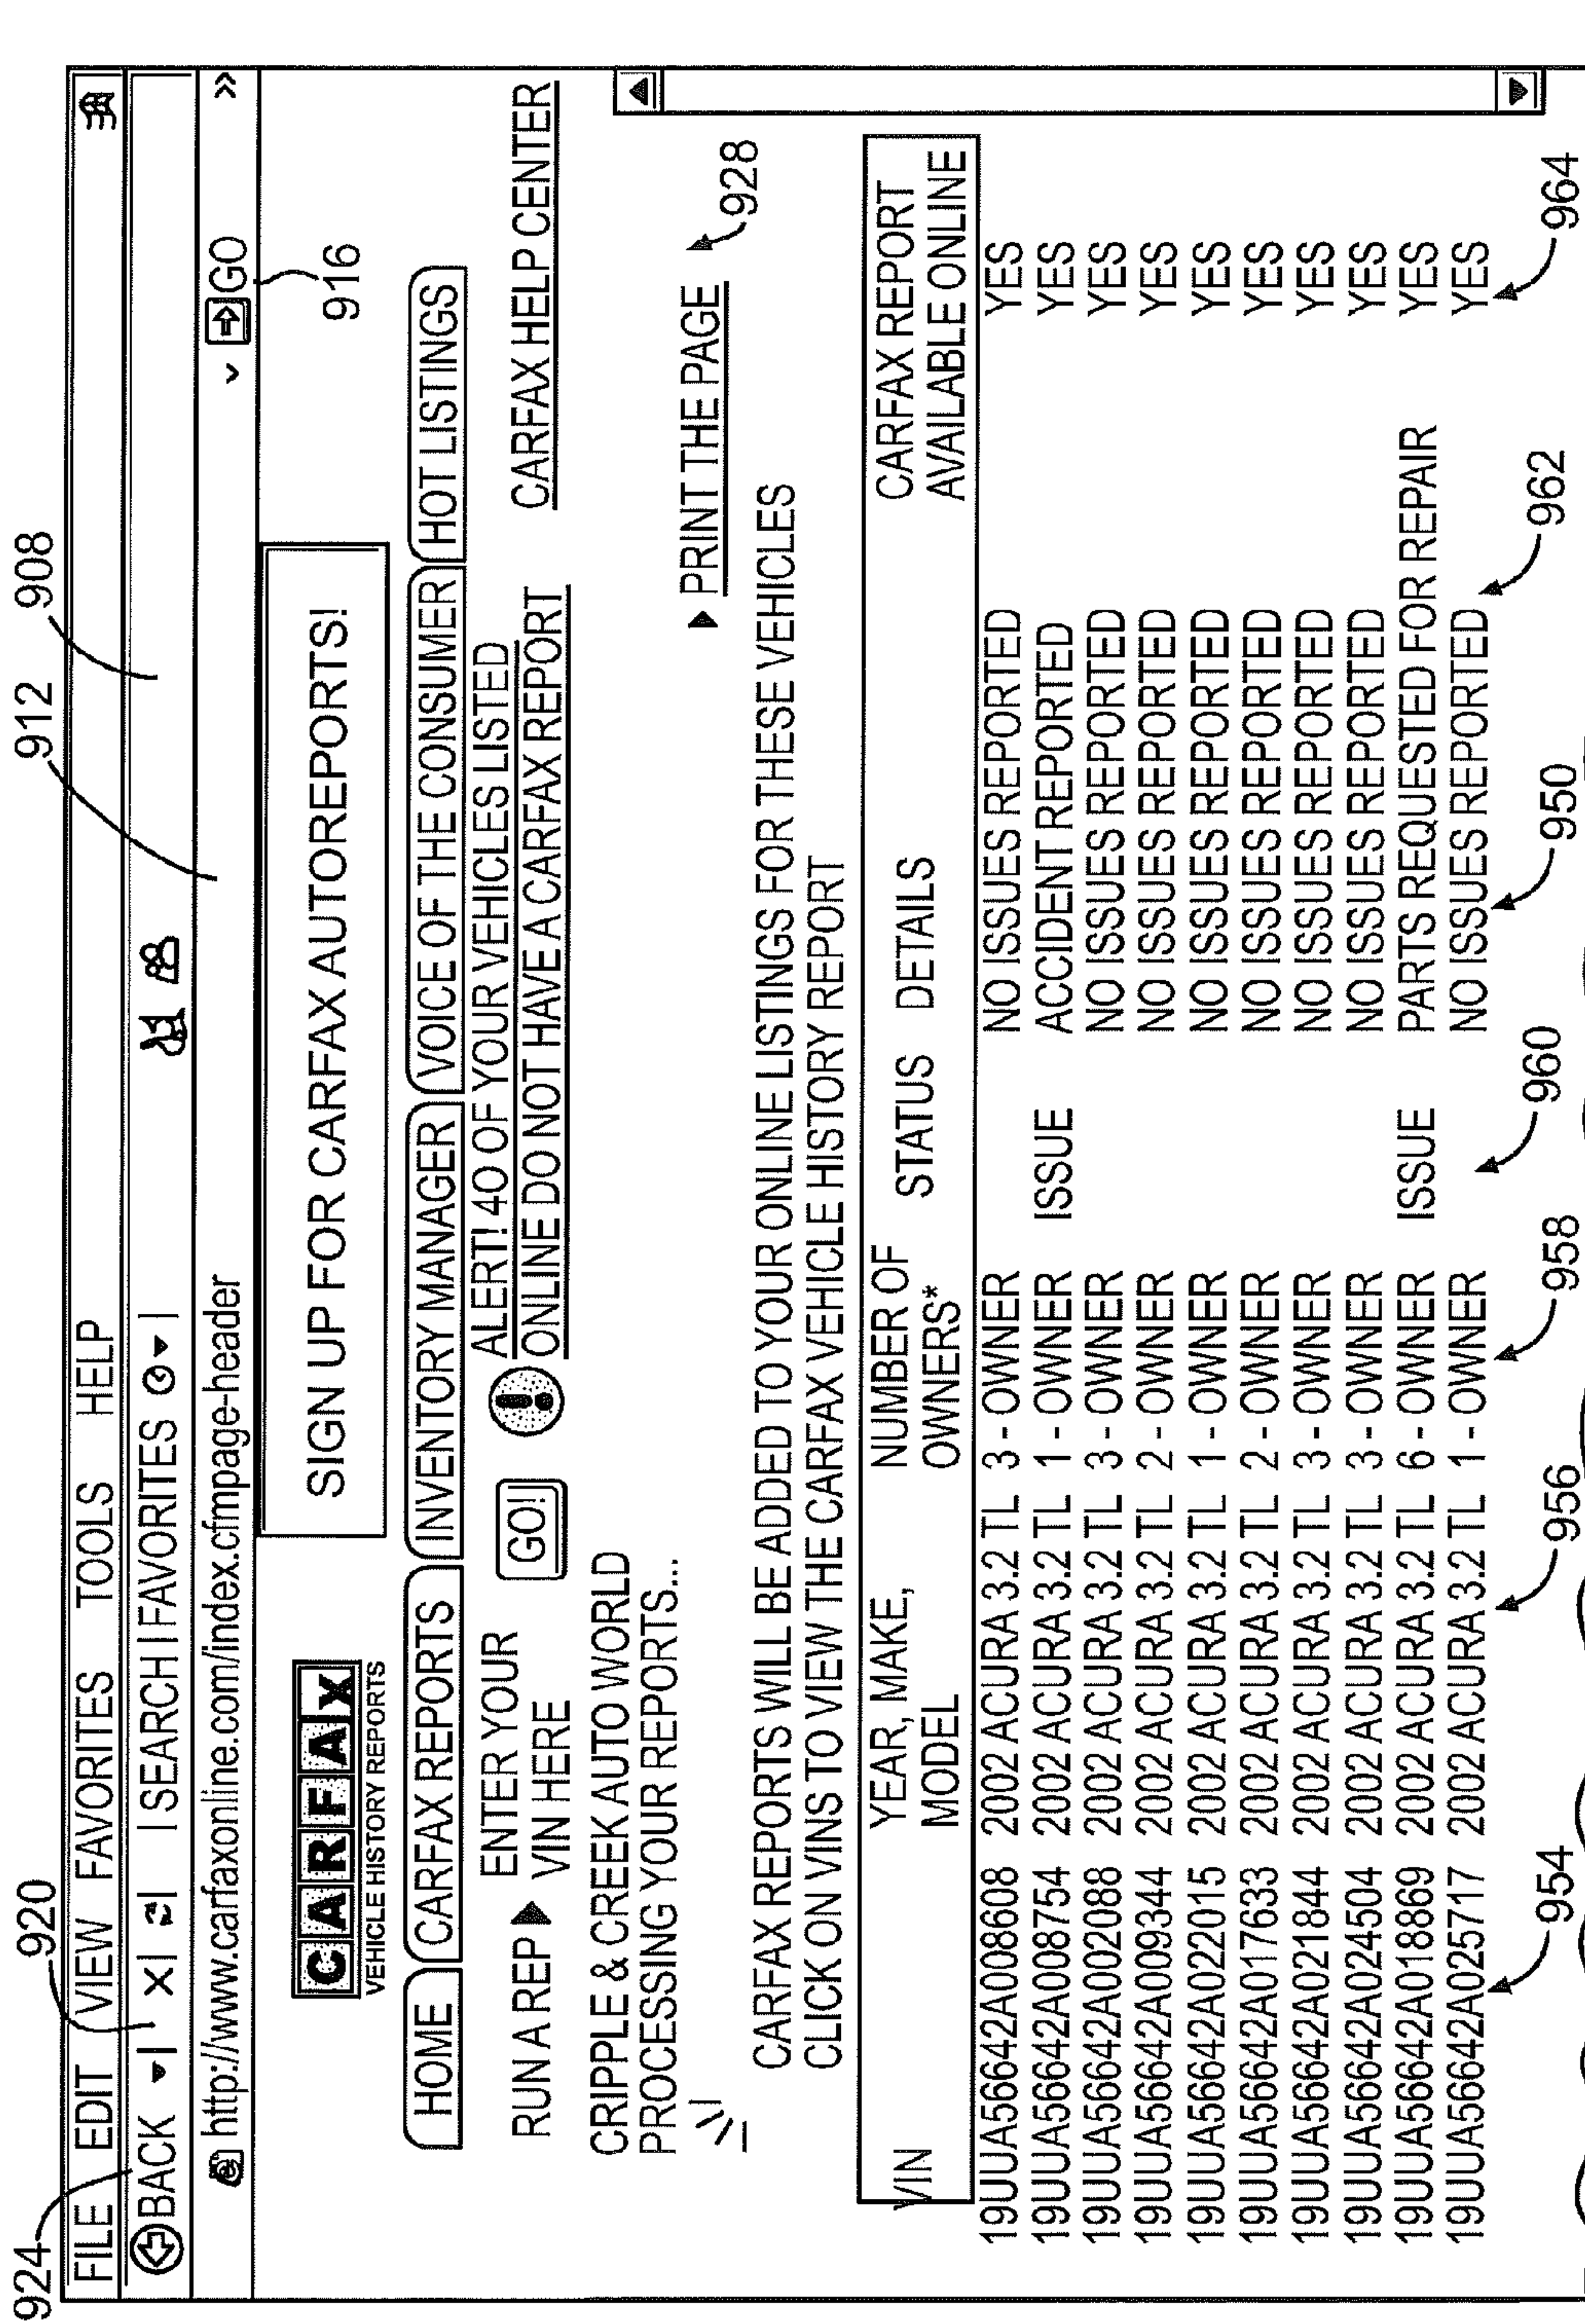 924 920 912 908
FILE EDIT VIEW FAVORITES TOOLS HELP
BACK X | SEARCH | FAVORITES
http://www.carfaxonline.com/index.cfmpage-header GO »
916
CARFAX
VEHICLE HISTORY REPORTS
SIGN UP FOR CARFAX AUTOREPORTS!
HOME CARFAX REPORTS INVENTORY MANAGER VOICE OF THE CONSUMER HOT LISTINGS
RUN A REP ENTER YOUR VIN HERE GO!
ALERT! 40 OF YOUR VEHICLES LISTED
ONLINE DO NOT HAVE A CARFAX REPORT
CARFAX HELP CENTER
CRIPPLE & CREEK AUTO WORLD
PROCESSING YOUR REPORTS...
PRINT THE PAGE 928
CARFAX REPORTS WILL BE ADDED TO YOUR ONLINE LISTINGS FOR THESE VEHICLES
CLICK ON VINS TO VIEW THE CARFAX VEHICLE HISTORY REPORT
VIN YEAR, MAKE, MODEL NUMBER OF OWNERS* STATUS DETAILS CARFAX REPORT AVAILABLE ONLINE
19UUA56642A008608 2002 ACURA 3.2 TL 3 - OWNER NO ISSUES REPORTED YES
19UUA56642A008754 2002 ACURA 3.2 TL 1 - OWNER ISSUE ACCIDENT REPORTED YES
19UUA56642A002088 2002 ACURA 3.2 TL 3 - OWNER NO ISSUES REPORTED YES
19UUA56642A009344 2002 ACURA 3.2 TL 2 - OWNER NO ISSUES REPORTED YES
19UUA56642A022015 2002 ACURA 3.2 TL 1 - OWNER NO ISSUES REPORTED YES
19UUA56642A017633 2002 ACURA 3.2 TL 2 - OWNER NO ISSUES REPORTED YES
19UUA56642A021844 2002 ACURA 3.2 TL 3 - OWNER NO ISSUES REPORTED YES
19UUA56642A024504 2002 ACURA 3.2 TL 3 - OWNER NO ISSUES REPORTED YES
19UUA56642A018869 2002 ACURA 3.2 TL 6 - OWNER ISSUE PARTS REQUESTED FOR REPAIR YES
19UUA56642A025717 2002 ACURA 3.2 TL 1 - OWNER NO ISSUES REPORTED YES
954 956 958 960 950 962 964